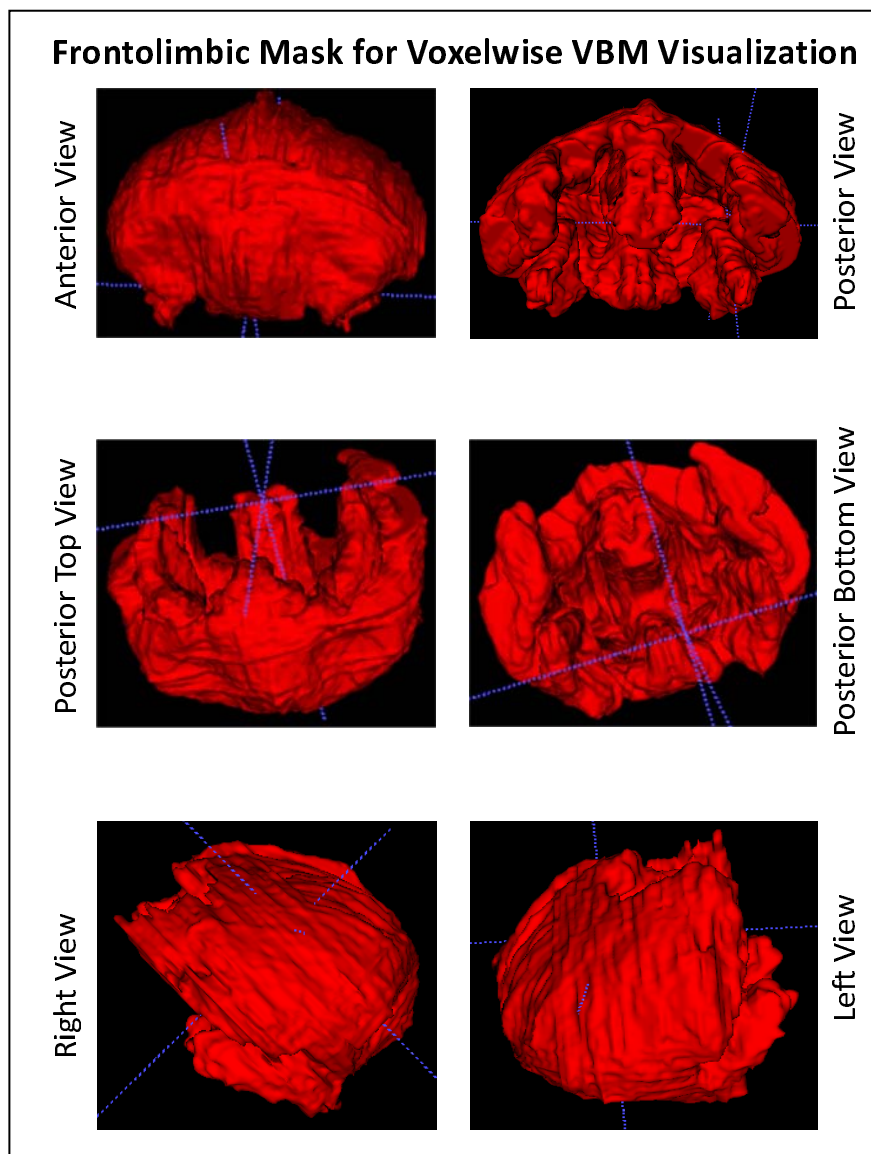 Frontolimbic Mask for Voxelwise VBM Visualization
Anterior View
Posterior View
Posterior Top View
Posterior Bottom View
Right View
Left View